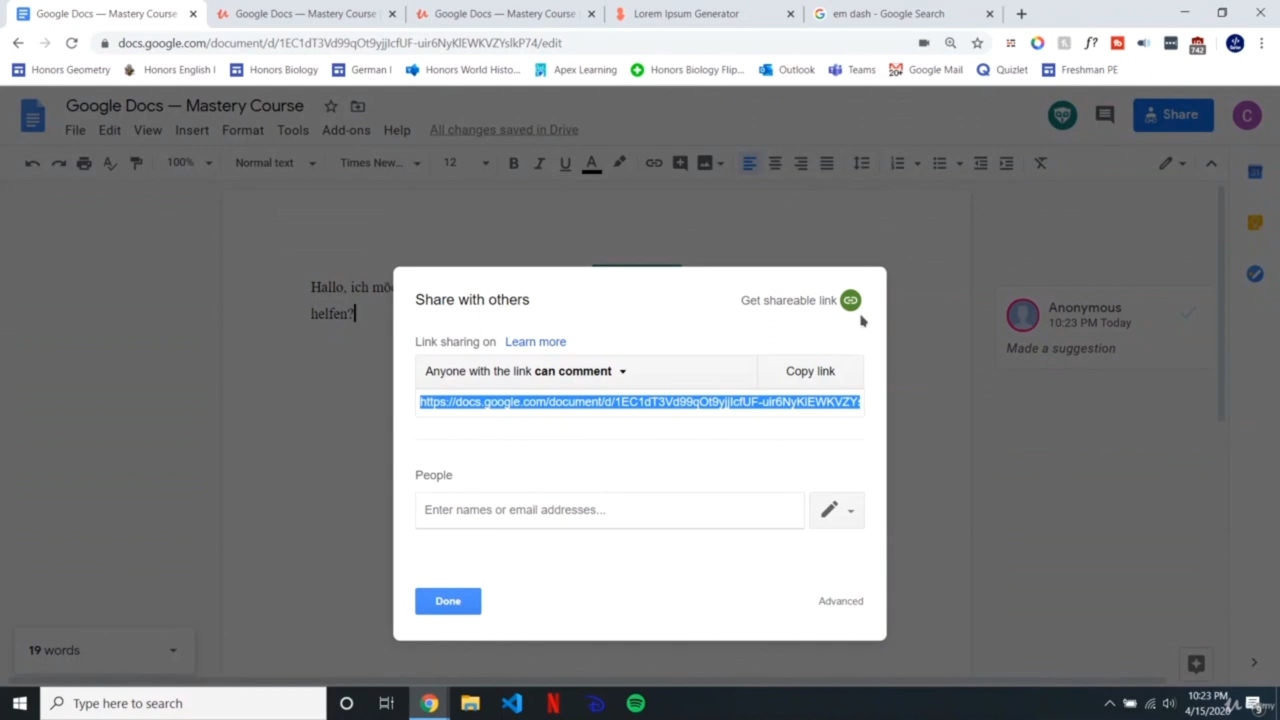 Google Docs — Mastery Course
Google Docs — Mastery Course
Google Docs — Mastery Course
Lorem Ipsum Generator
em dash - Google Search
docs.google.com/document/d/1EC1dT3Vd99qOt9yjjIcfUF-uir6NyKlEWKVZYslkP74/edit
742
Honors Geometry
Honors English I
Honors Biology
German I
Honors World Histo...
Apex Learning
Honors Biology Flip...
Outlook
Teams
Google Mail
Quizlet
Freshman PE
Google Docs — Mastery Course
File Edit View Insert Format Tools Add-ons Help All changes saved in Drive
Share
C
100% Normal text Times New... 12
Hallo, ich
helfen?
Share with others
Get shareable link
Link sharing on Learn more
Anyone with the link can comment
Copy link
https://docs.google.com/document/d/1EC1dT3Vd99qOt9yjjIcfUF-uir6NyKlEWKVZYs
People
Enter names or email addresses...
Done
Advanced
Anonymous
10:23 PM Today
Made a suggestion
19 words
Type here to search
10:23 PM
4/15/2020